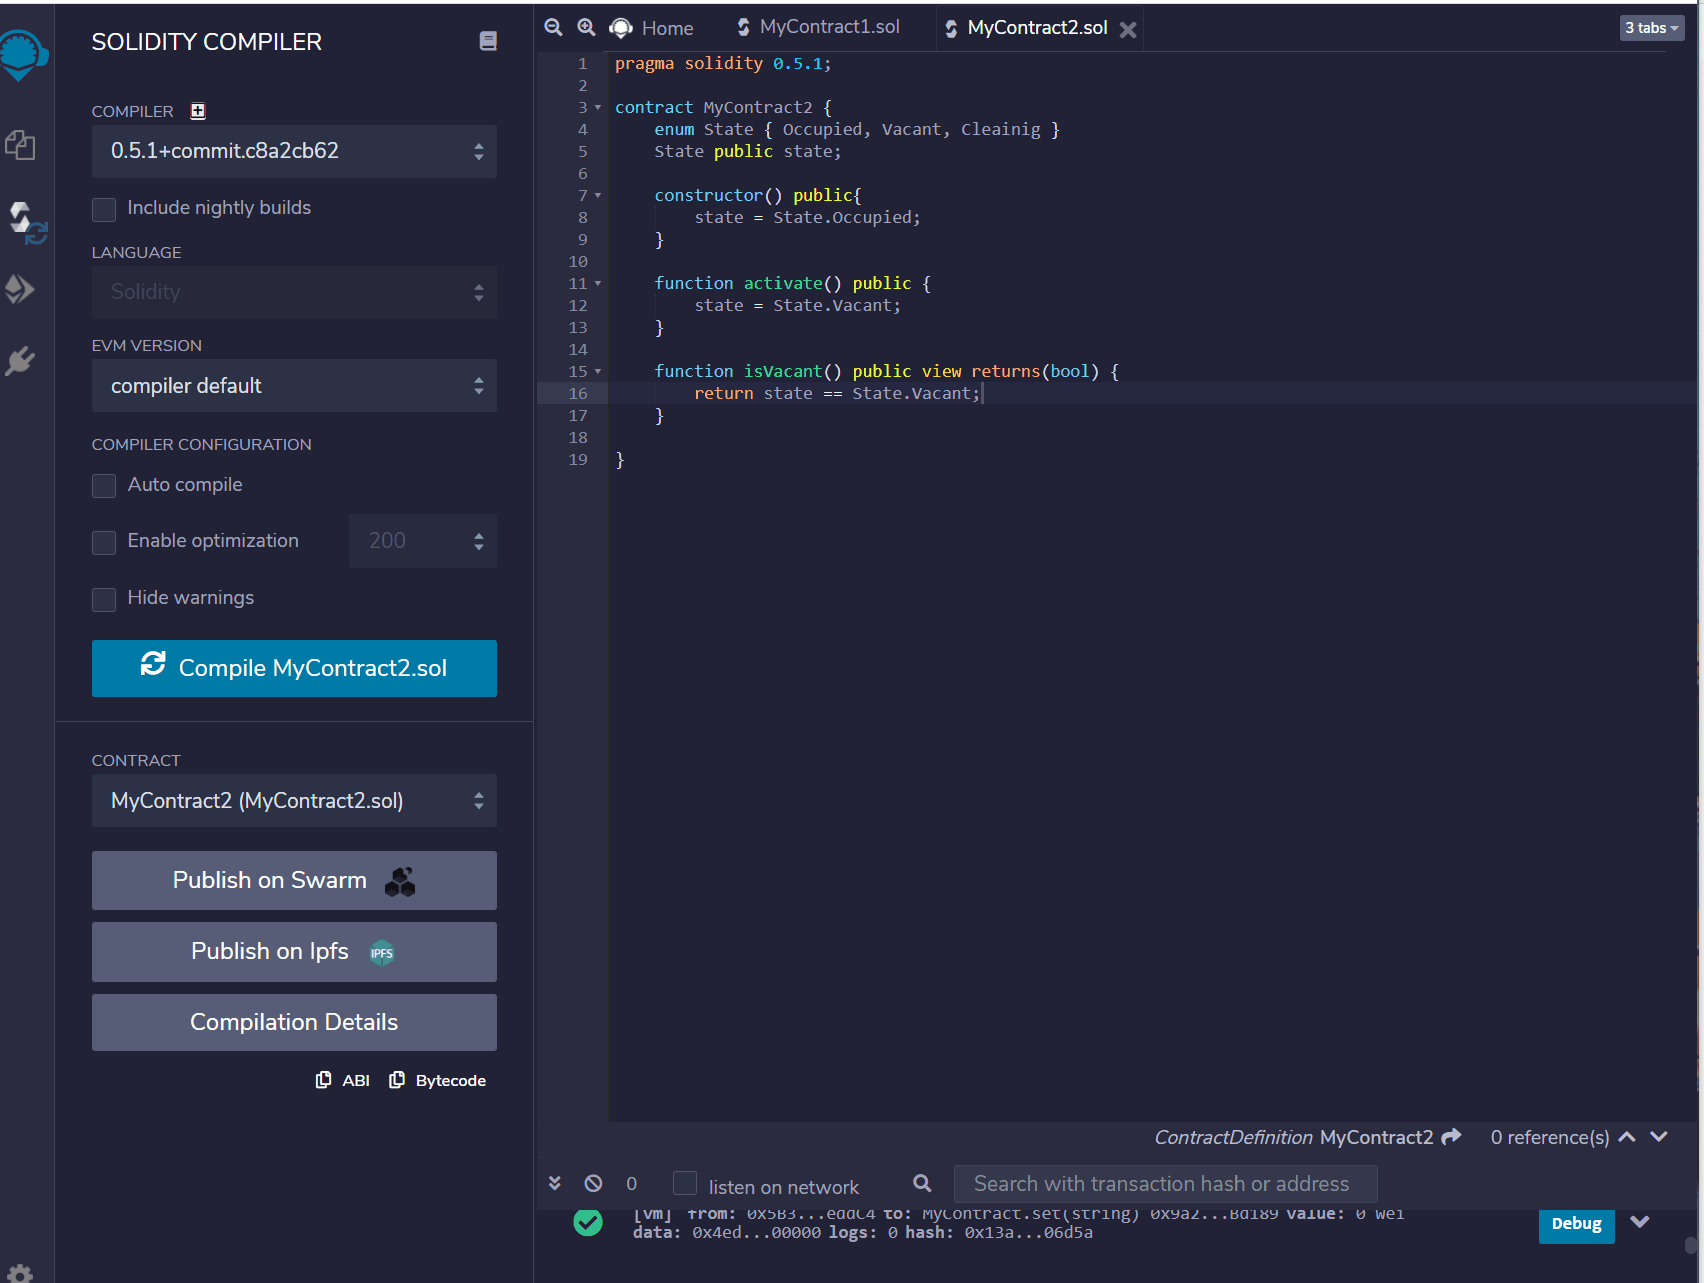 SOLIDITY COMPILER
COMPILER
0.5.1+commit.c8a2cb62
Include nightly builds
LANGUAGE
Solidity
EVM VERSION
compiler default
COMPILER CONFIGURATION
Auto compile
Enable optimization 200
Hide warnings
Compile MyContract2.sol
CONTRACT
MyContract2 (MyContract2.sol)
Publish on Swarm
Publish on Ipfs IPFS
Compilation Details
ABI Bytecode
Home MyContract1.sol MyContract2.sol 3 tabs
1 pragma solidity 0.5.1;
2
3 contract MyContract2 {
4 enum State { Occupied, Vacant, Cleainig }
5 State public state;
6
7 constructor() public{
8 state = State.Occupied;
9 }
10
11 function activate() public {
12 state = State.Vacant;
13 }
14
15 function isVacant() public view returns(bool) {
16 return state == State.Vacant;
17 }
18
19 }
ContractDefinition MyContract2 0 reference(s)
0 listen on network Search with transaction hash or address
[vm] from: 0x5B3...eddC4 to: MyContract.set(string) 0x9a2...Bd189 value: 0 wei
data: 0x4ed...00000 logs: 0 hash: 0x13a...06d5a
Debug